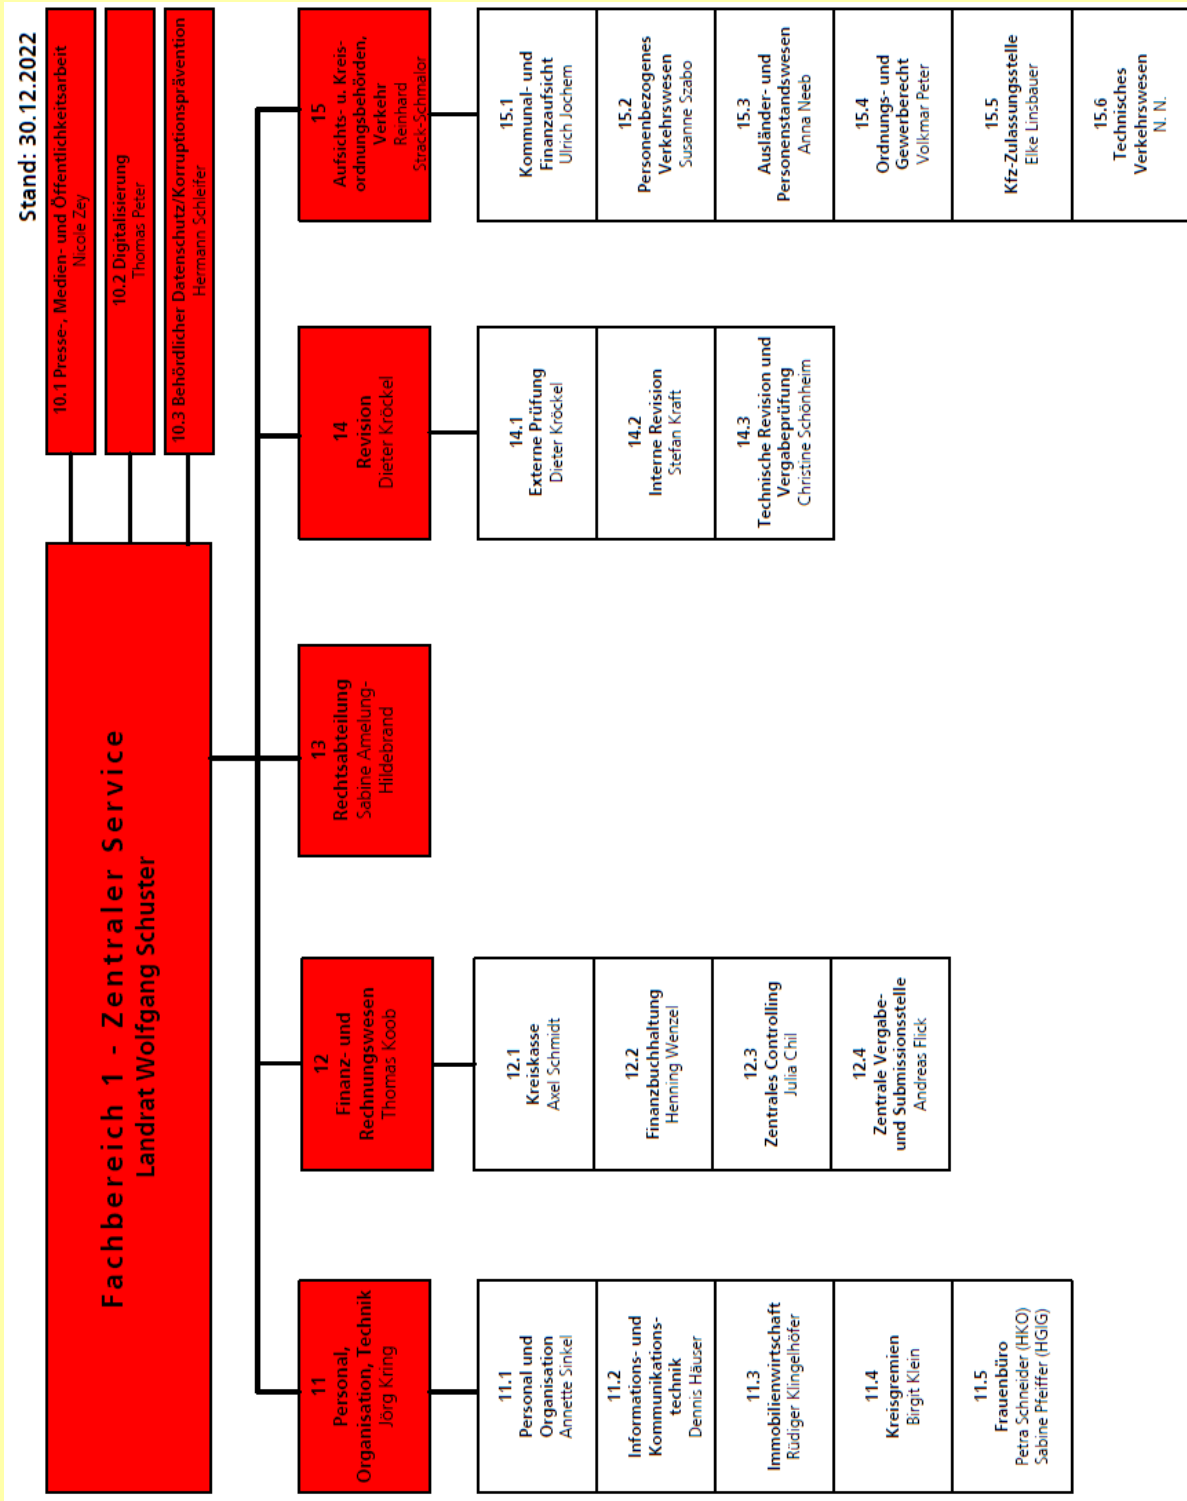 Stand: 30.12.2022
Fachbereich 1 - Zentraler Service
Landrat Wolfgang Schuster
10.1 Presse-, Medien- und Öffentlichkeitsarbeit
Nicole Zey
10.2 Digitalisierung
Thomas Peter
10.3 Behördlicher Datenschutz/Korruptionsprävention
Hermann Schleifer
11
Personal,
Organisation, Technik
Jörg Kring
11.1
Personal und
Organisation
Annette Sinkel
11.2
Informations- und
Kommunikations-
technik
Dennis Häuser
11.3
Immobilienwirtschaft
Rüdiger Klingelhöfer
11.4
Kreisgremien
Birgit Klein
11.5
Frauenbüro
Petra Schneider (HKO)
Sabine Pfeiffer (HGlG)
12
Finanz- und
Rechnungswesen
Thomas Koob
12.1
Kreiskasse
Axel Schmidt
12.2
Finanzbuchhaltung
Henning Wenzel
12.3
Zentrales Controlling
Julia Chil
12.4
Zentrale Vergabe-
und Submissionsstelle
Andreas Flick
13
Rechtsabteilung
Sabine Amelung-
Hildebrand
14
Revision
Dieter Kröckel
14.1
Externe Prüfung
Dieter Kröckel
14.2
Interne Revision
Stefan Kraft
14.3
Technische Revision und
Vergabeprüfung
Christine Schönheim
15
Aufsichts- u. Kreis-
ordnungsbehörden,
Verkehr
Reinhard
Strack-Schmalor
15.1
Kommunal- und
Finanzaufsicht
Ulrich Jochem
15.2
Personenbezogenes
Verkehrswesen
Susanne Szabo
15.3
Ausländer- und
Personenstandswesen
Anna Neeb
15.4
Ordnungs- und
Gewerberecht
Volkmar Peter
15.5
Kfz-Zulassungsstelle
Elke Linsbauer
15.6
Technisches
Verkehrswesen
N. N.